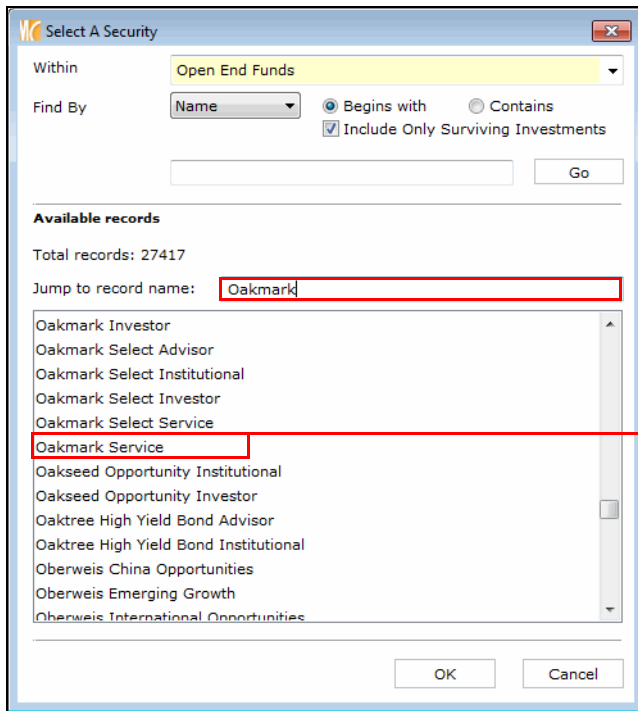 Select A Security
Within
Open End Funds
Find By
Name
Begins with
Contains
Include Only Surviving Investments
Go
Available records
Total records: 27417
Jump to record name:
Oakmark
Oakmark Investor
Oakmark Select Advisor
Oakmark Select Institutional
Oakmark Select Investor
Oakmark Select Service
Oakmark Service
Oakseed Opportunity Institutional
Oakseed Opportunity Investor
Oaktree High Yield Bond Advisor
Oaktree High Yield Bond Institutional
Oberweis China Opportunities
Oberweis Emerging Growth
Oberweis International Opportunities
OK
Cancel